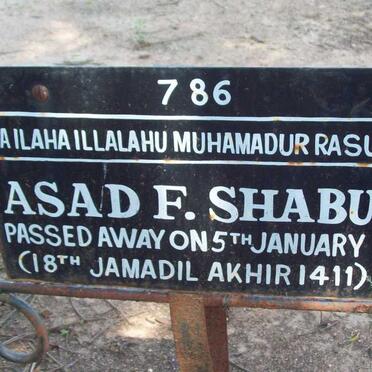 786
A ILAHA ILLALAHU MUHAMADUR RASU
ASAD F. SHABU
PASSED AWAY ON 5TH JANUARY
(18TH JAMADIL AKHIR 1411)